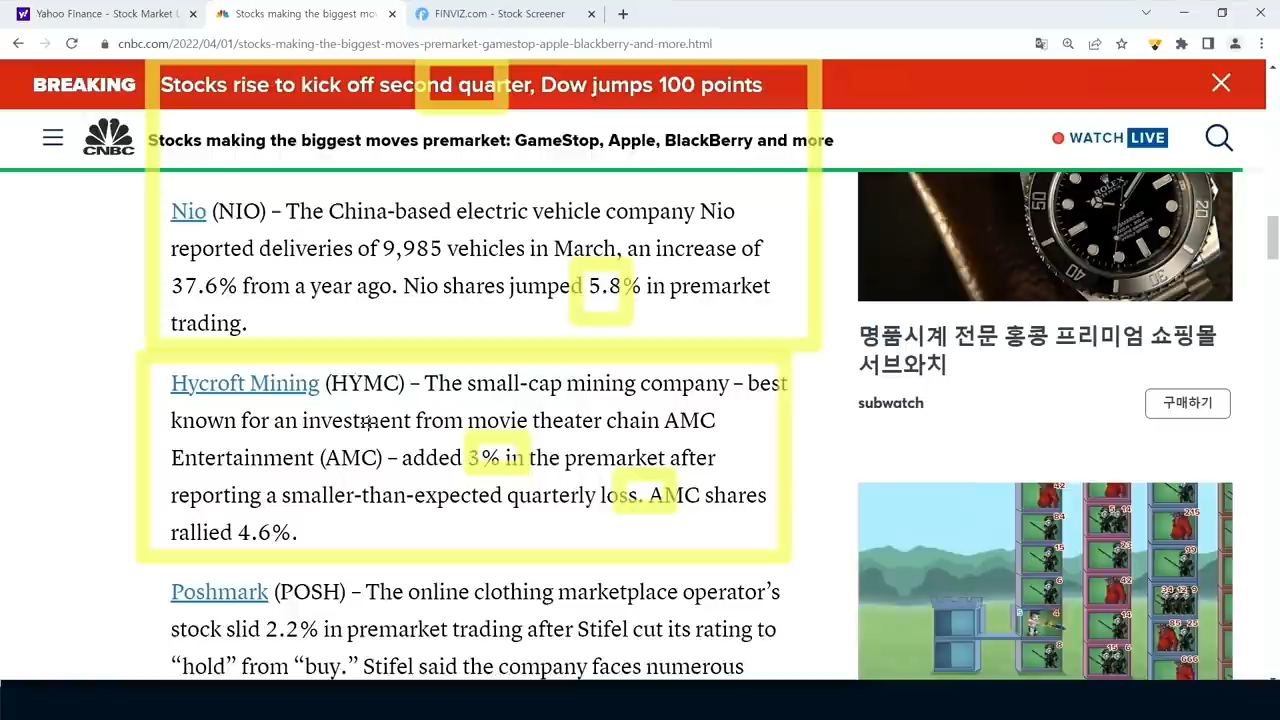 Yahoo Finance - Stock Market
Stocks making the biggest mov
FINVIZ.com - Stock Screener
cnbc.com/2022/04/01/stocks-making-the-biggest-moves-premarket-gamestop-apple-blackberry-and-more.html
BREAKING
Stocks rise to kick off second quarter, Dow jumps 100 points
CNBC
Stocks making the biggest moves premarket: GameStop, Apple, BlackBerry and more
WATCH LIVE
Nio (NIO) – The China-based electric vehicle company Nio
reported deliveries of 9,985 vehicles in March, an increase of
37.6% from a year ago. Nio shares jumped 5.8% in premarket
trading.
Hycroft Mining (HYMC) – The small-cap mining company – best
known for an investment from movie theater chain AMC
Entertainment (AMC) – added 3% in the premarket after
reporting a smaller-than-expected quarterly loss. AMC shares
rallied 4.6%.
Poshmark (POSH) – The online clothing marketplace operator’s
stock slid 2.2% in premarket trading after Stifel cut its rating to
“hold” from “buy.” Stifel said the company faces numerous
ROLEX
명품시계 전문 홍콩 프리미엄 쇼핑몰
서브와치
subwatch
구매하기